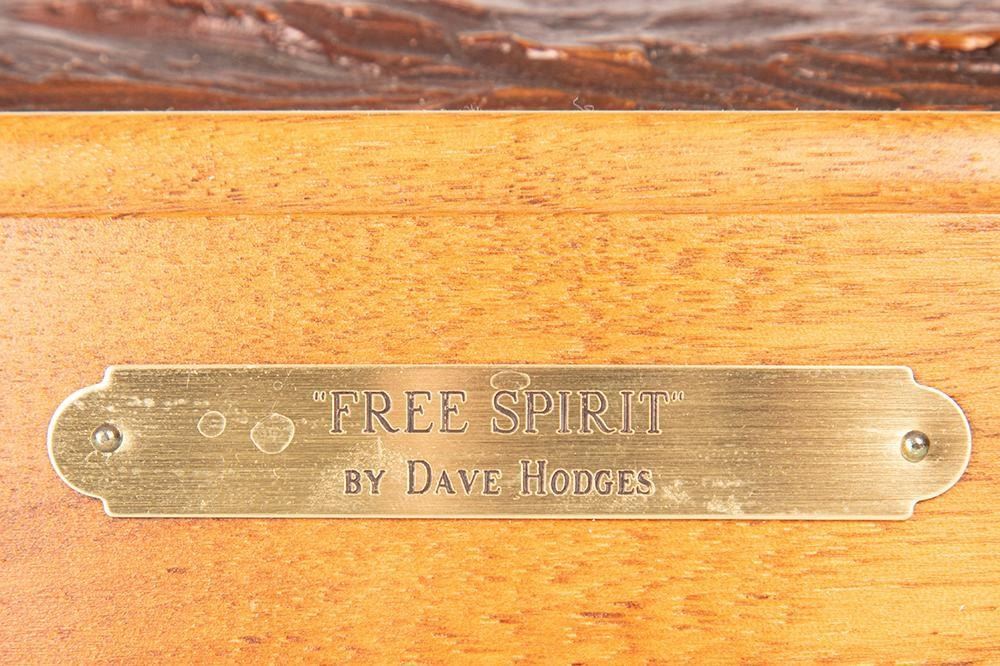 "FREE SPIRIT"
BY DAVE HODGES